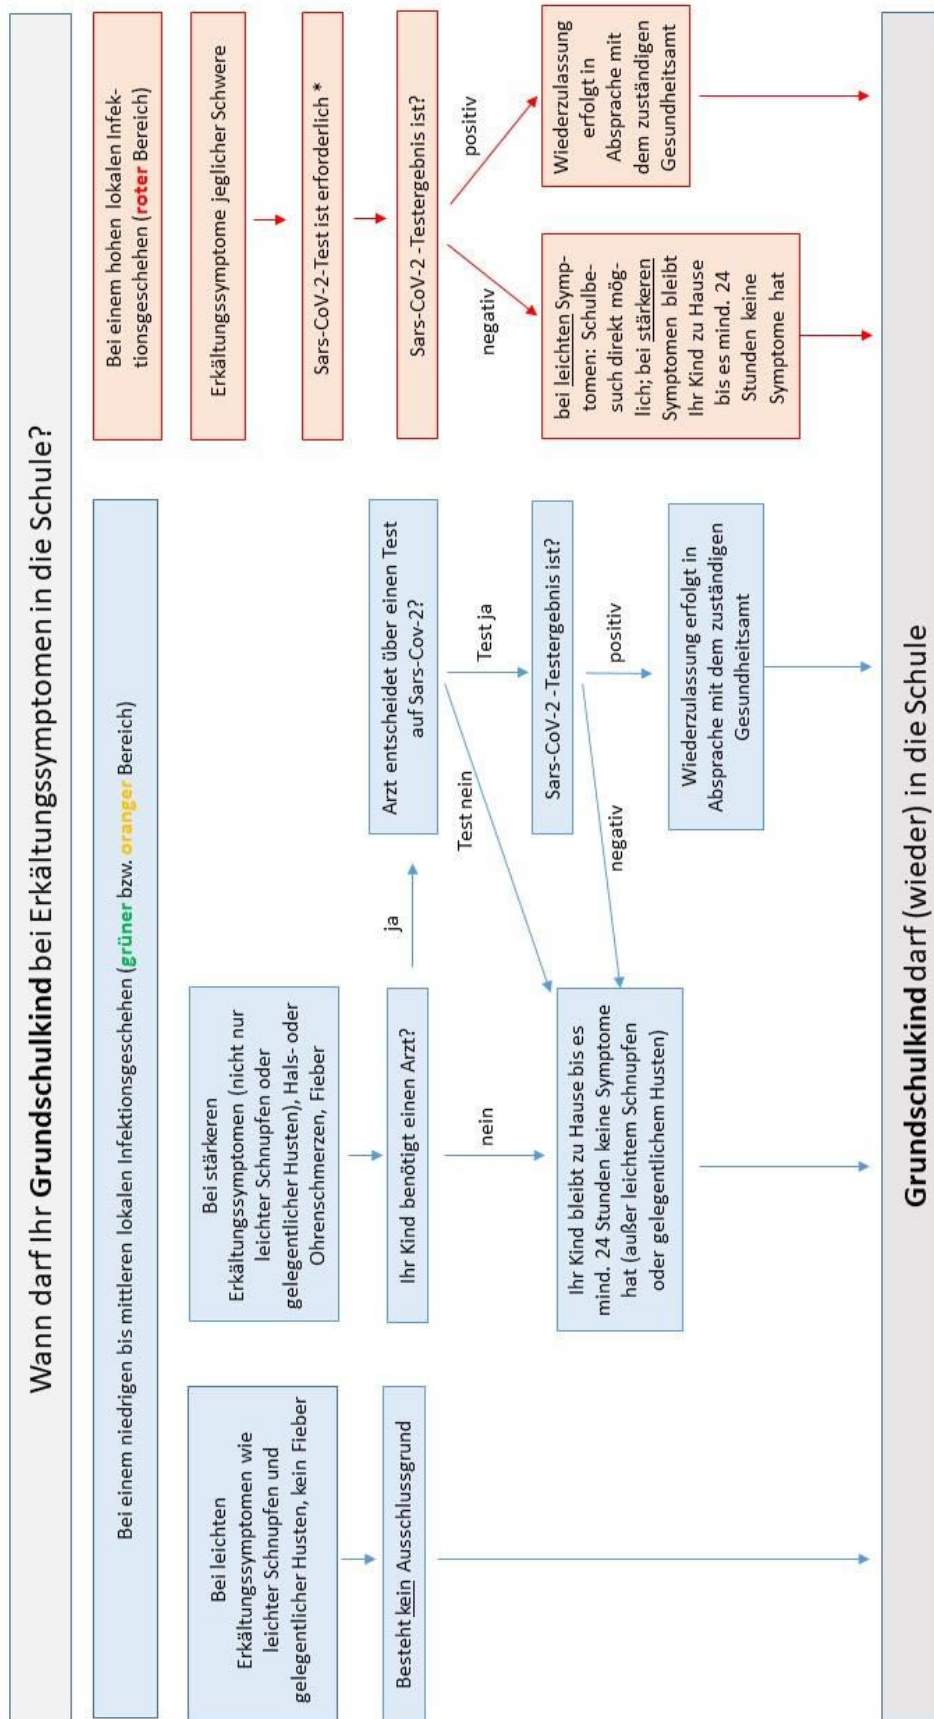 Wann darf Ihr Grundschulkind bei Erkältungssymptomen in die Schule?
Bei einem niedrigen bis mittleren lokalen Infektionsgeschehen (grüner bzw. oranger Bereich)
Bei leichten
Erkältungssymptomen wie
leichter Schnupfen und
gelegentlicher Husten, kein Fieber
Besteht kein Ausschlussgrund
Bei stärkeren
Erkältungssymptomen (nicht nur
leichter Schnupfen oder
gelegentlicher Husten), Hals- oder
Ohrenschmerzen, Fieber
Ihr Kind benötigt einen Arzt?
nein
ja
Ihr Kind bleibt zu Hause bis es
mind. 24 Stunden keine Symptome
hat (außer leichtem Schnupfen
oder gelegentlichem Husten)
Arzt entscheidet über einen Test
auf Sars-Cov-2?
Test nein
Test ja
Sars-CoV-2 -Testergebnis ist?
negativ
positiv
Wiederzulassung erfolgt in
Absprache mit dem zuständigen
Gesundheitsamt
Bei einem hohen lokalen Infek-
tionsgeschehen (roter Bereich)
Erkältungssymptome jeglicher Schwere
Sars-CoV-2-Test ist erforderlich *
Sars-CoV-2 -Testergebnis ist?
negativ
positiv
bei leichten Symp-
tomen: Schulbe-
such direkt mög-
lich; bei stärkeren
Symptomen bleibt
Ihr Kind zu Hause
bis es mind. 24
Stunden keine
Symptome hat
Wiederzulassung
erfolgt in
Absprache mit
dem zuständigen
Gesundheitsamt
Grundschulkind darf (wieder) in die Schule